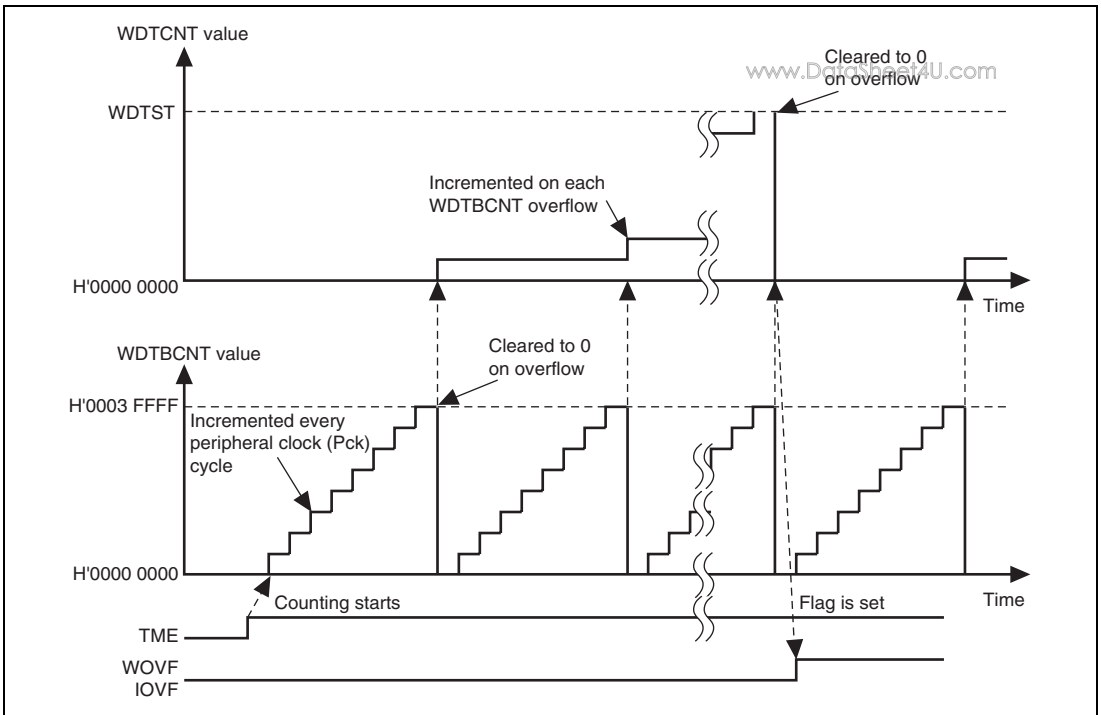 WDTCNT value
Cleared to 0
on overflow
www.DataSheet4U.com
WDTST
Incremented on each
WDTBCNT overflow
H'0000 0000
Time
WDTBCNT value
Cleared to 0
on overflow
H'0003 FFFF
Incremented every
peripheral clock (Pck)
cycle
H'0000 0000
Time
Counting starts
Flag is set
TME
WOVF
IOVF